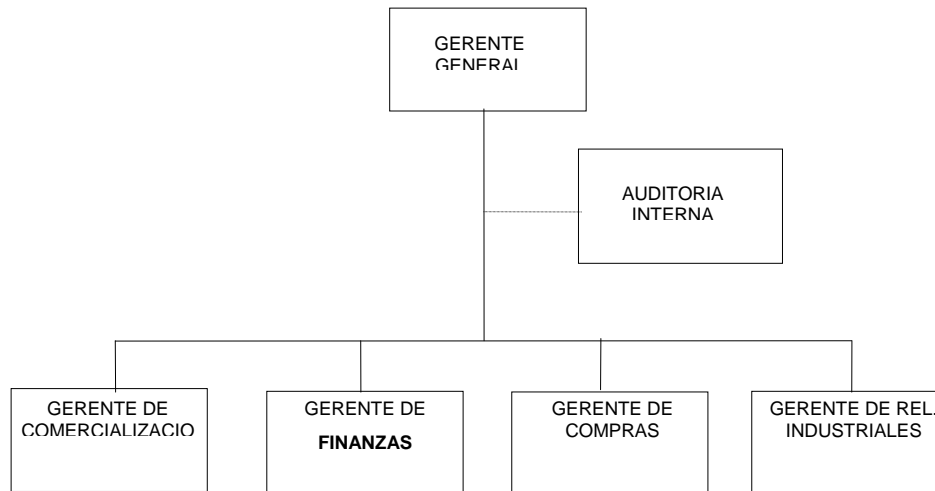 GERENTE
GENERAL
AUDITORIA
INTERNA
GERENTE DE
COMERCIALIZACIO
GERENTE DE
FINANZAS
GERENTE DE
COMPRAS
GERENTE DE REL.
INDUSTRIALES